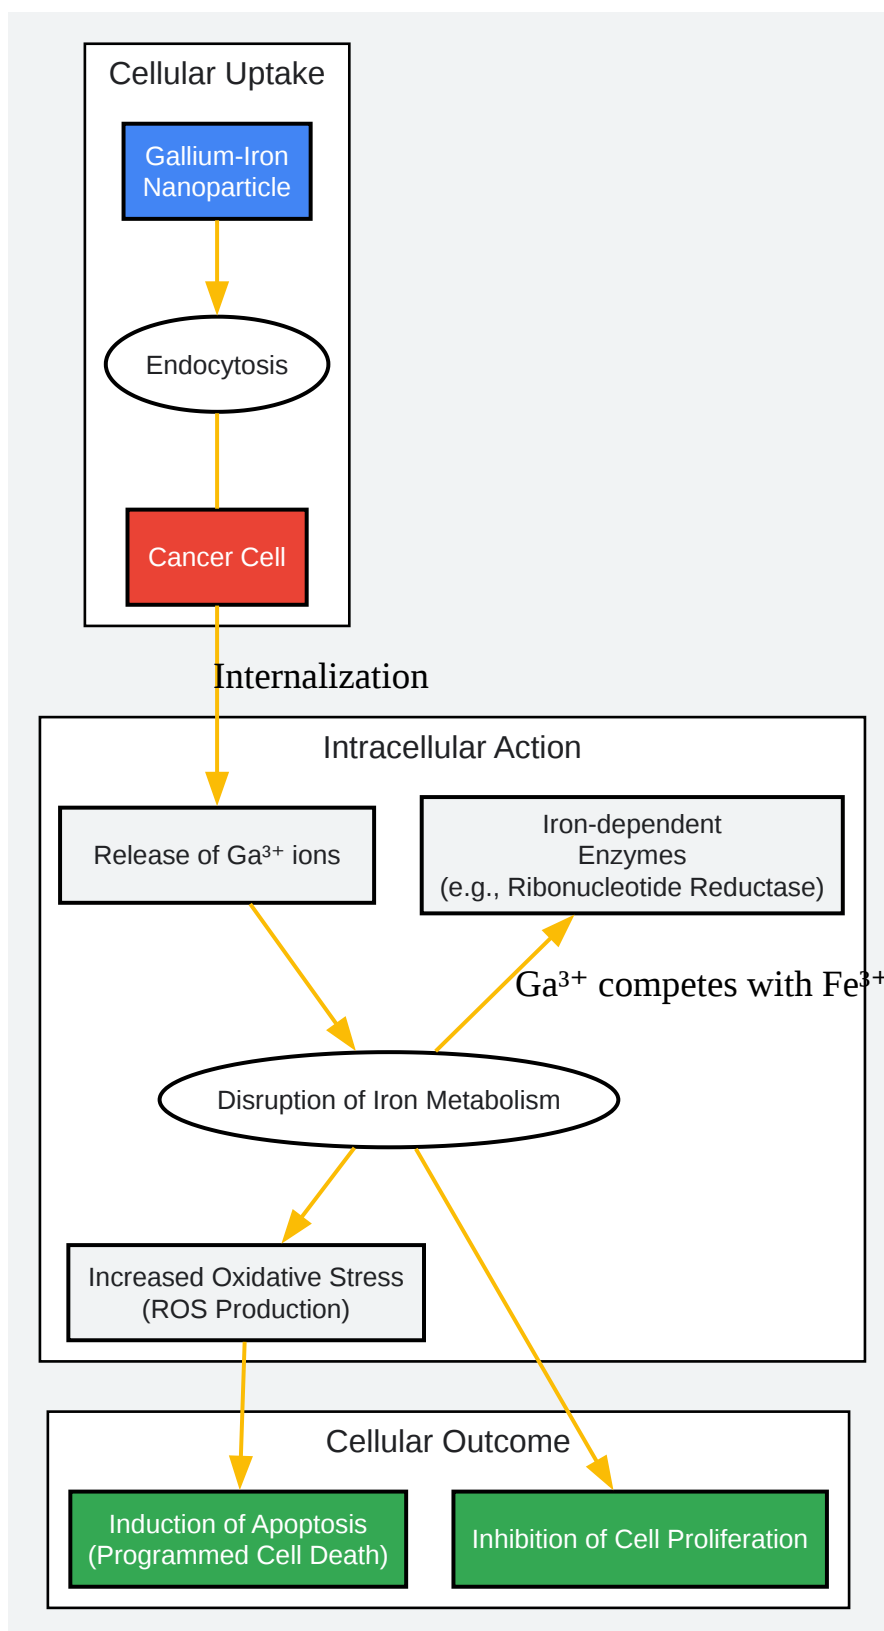 Cellular Uptake
Gallium-Iron
Nanoparticle
Endocytosis
Cancer Cell
Internalization
Intracellular Action
Release of Ga³⁺ ions
Iron-dependent
Enzymes
(e.g., Ribonucleotide Reductase)
Ga³⁺ competes with Fe³⁺
Disruption of Iron Metabolism
Increased Oxidative Stress
(ROS Production)
Cellular Outcome
Induction of Apoptosis
(Programmed Cell Death)
Inhibition of Cell Proliferation